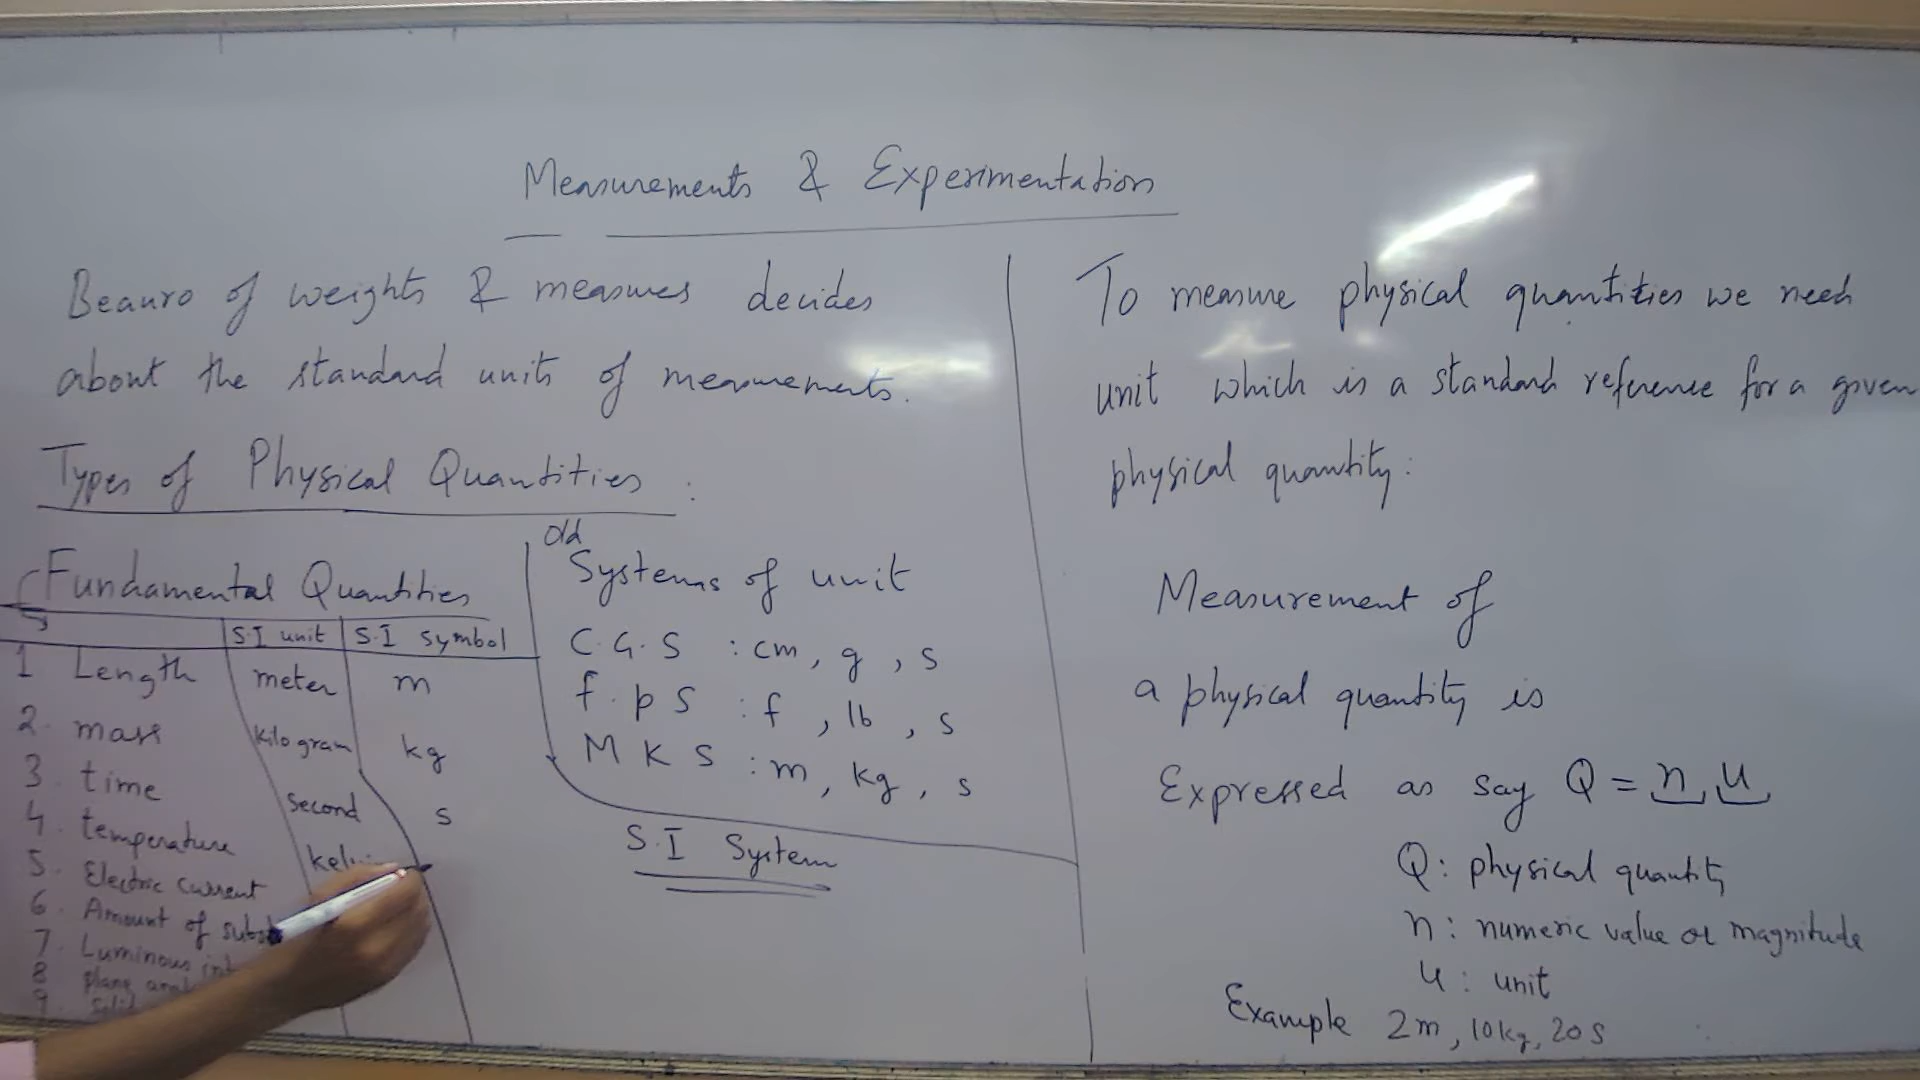 Measurements & Experimentation
Beauro of weights & measures decides
about the standard units of measurements.
Types of Physical Quantities :
Fundamental Quantities
S.I unit S.I symbol
1 Length meter m
2. mass kilogram kg
3. time second s
4. temperature
5. Electric current
6. Amount of
7. Luminous
8 plane
9.
Old
Systems of unit
C.G.S : cm, g, s
f.p S : f, lb, s
M K S : m, kg, s
S.I System
To measure physical quantities we need
unit which is a standard reference for a given
physical quantity:
Measurement of
a physical quantity is
Expressed as say Q = n u
Q: physical quantity
n: numeric value or magnitude
u: unit
Example 2m, 10kg, 20s